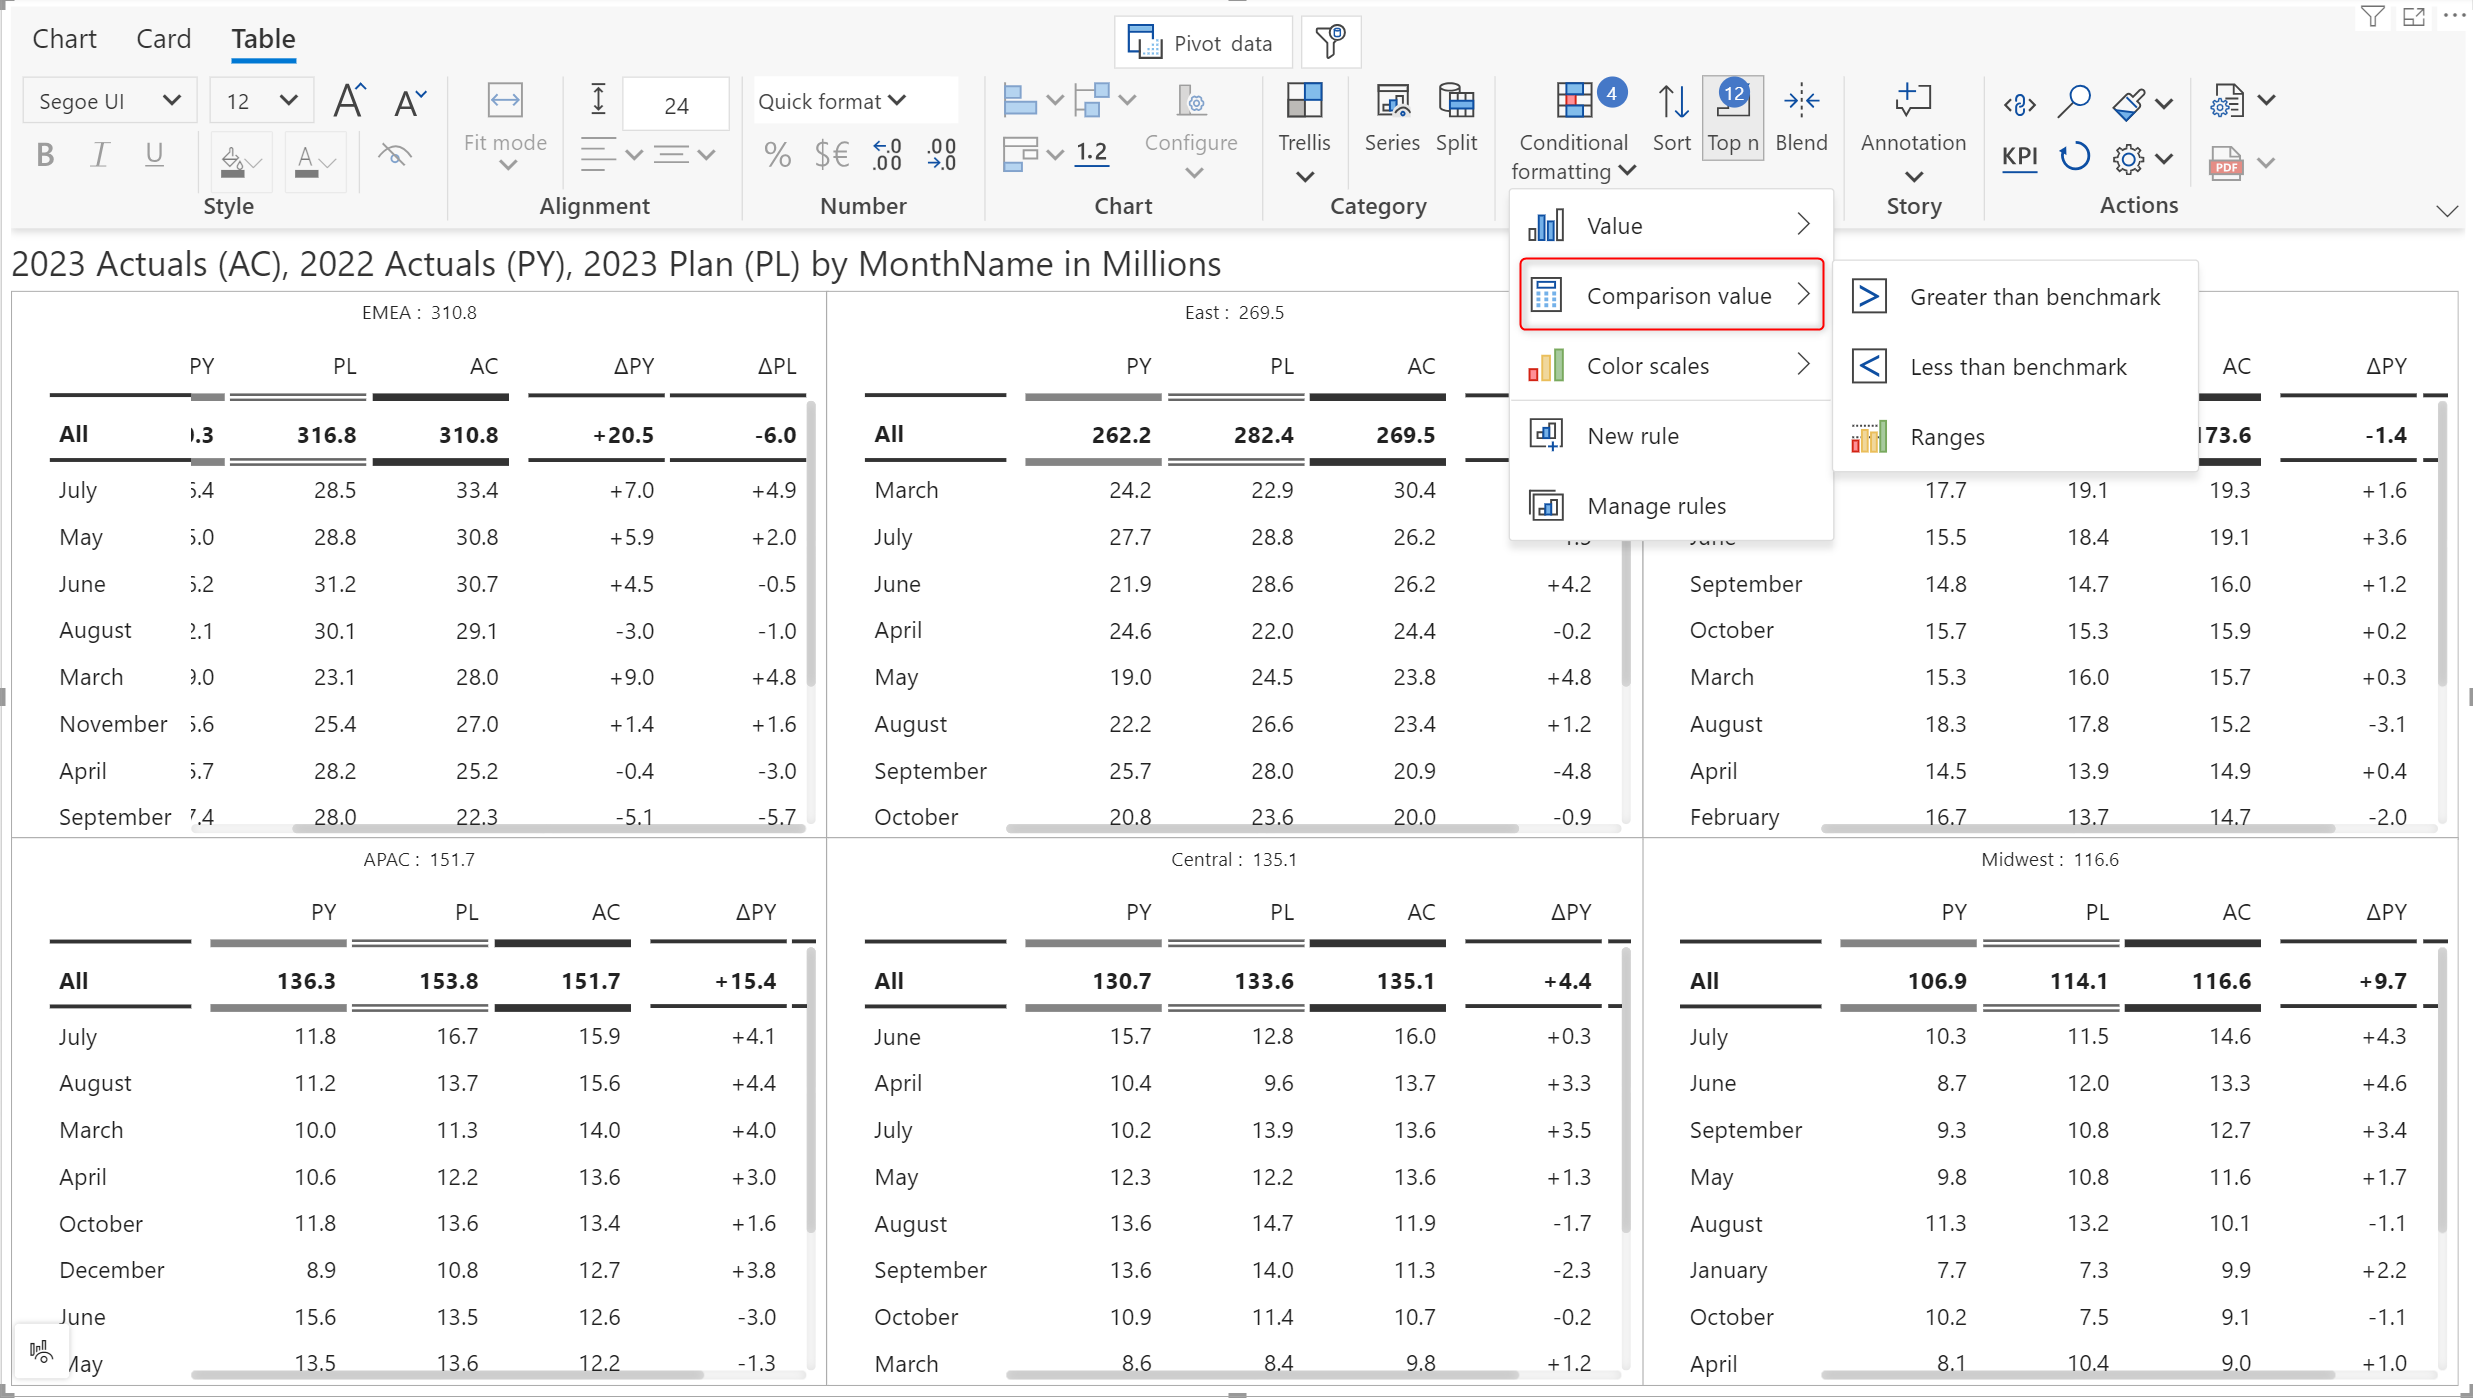 Chart Card Table
Pivot data
Segoe UI 12 A A 24 Quick format 4 12
Fit mode Configure Trellis Series Split Conditional formatting Sort Top n Blend Annotation
B I U A % $€ .0 .00 .00 .0 1.2 KPI PDF
Style Alignment Number Chart Category Story Actions
Value
Comparison value
Color scales
New rule
Manage rules
Greater than benchmark
Less than benchmark
Ranges
2023 Actuals (AC), 2022 Actuals (PY), 2023 Plan (PL) by MonthName in Millions
EMEA : 310.8
PY PL AC ΔPY ΔPL
All .3 316.8 310.8 +20.5 -6.0
July .4 28.5 33.4 +7.0 +4.9
May .0 28.8 30.8 +5.9 +2.0
June .2 31.2 30.7 +4.5 -0.5
August .1 30.1 29.1 -3.0 -1.0
March .0 23.1 28.0 +9.0 +4.8
November .6 25.4 27.0 +1.4 +1.6
April .7 28.2 25.2 -0.4 -3.0
September .4 28.0 22.3 -5.1 -5.7
East : 269.5
PY PL AC
All 262.2 282.4 269.5
March 24.2 22.9 30.4
July 27.7 28.8 26.2
June 21.9 28.6 26.2 +4.2
April 24.6 22.0 24.4 -0.2
May 19.0 24.5 23.8 +4.8
August 22.2 26.6 23.4 +1.2
September 25.7 28.0 20.9 -4.8
October 20.8 23.6 20.0 -0.9
AC ΔPY
73.6 -1.4
17.7 19.1 19.3 +1.6
June 15.5 18.4 19.1 +3.6
September 14.8 14.7 16.0 +1.2
October 15.7 15.3 15.9 +0.2
March 15.3 16.0 15.7 +0.3
August 18.3 17.8 15.2 -3.1
April 14.5 13.9 14.9 +0.4
February 16.7 13.7 14.7 -2.0
APAC : 151.7
PY PL AC ΔPY
All 136.3 153.8 151.7 +15.4
July 11.8 16.7 15.9 +4.1
August 11.2 13.7 15.6 +4.4
March 10.0 11.3 14.0 +4.0
April 10.6 12.2 13.6 +3.0
October 11.8 13.6 13.4 +1.6
December 8.9 10.8 12.7 +3.8
June 15.6 13.5 12.6 -3.0
May 13.5 13.6 12.2 -1.3
Central : 135.1
PY PL AC ΔPY
All 130.7 133.6 135.1 +4.4
June 15.7 12.8 16.0 +0.3
April 10.4 9.6 13.7 +3.3
July 10.2 13.9 13.6 +3.5
May 12.3 12.2 13.6 +1.3
August 13.6 14.7 11.9 -1.7
September 13.6 14.0 11.3 -2.3
October 10.9 11.4 10.7 -0.2
March 8.6 8.4 9.8 +1.2
Midwest : 116.6
PY PL AC ΔPY
All 106.9 114.1 116.6 +9.7
July 10.3 11.5 14.6 +4.3
June 8.7 12.0 13.3 +4.6
September 9.3 10.8 12.7 +3.4
May 9.8 10.8 11.6 +1.7
August 11.3 13.2 10.1 -1.1
January 7.7 7.3 9.9 +2.2
October 10.2 7.5 9.1 -1.1
April 8.1 10.4 9.0 +1.0